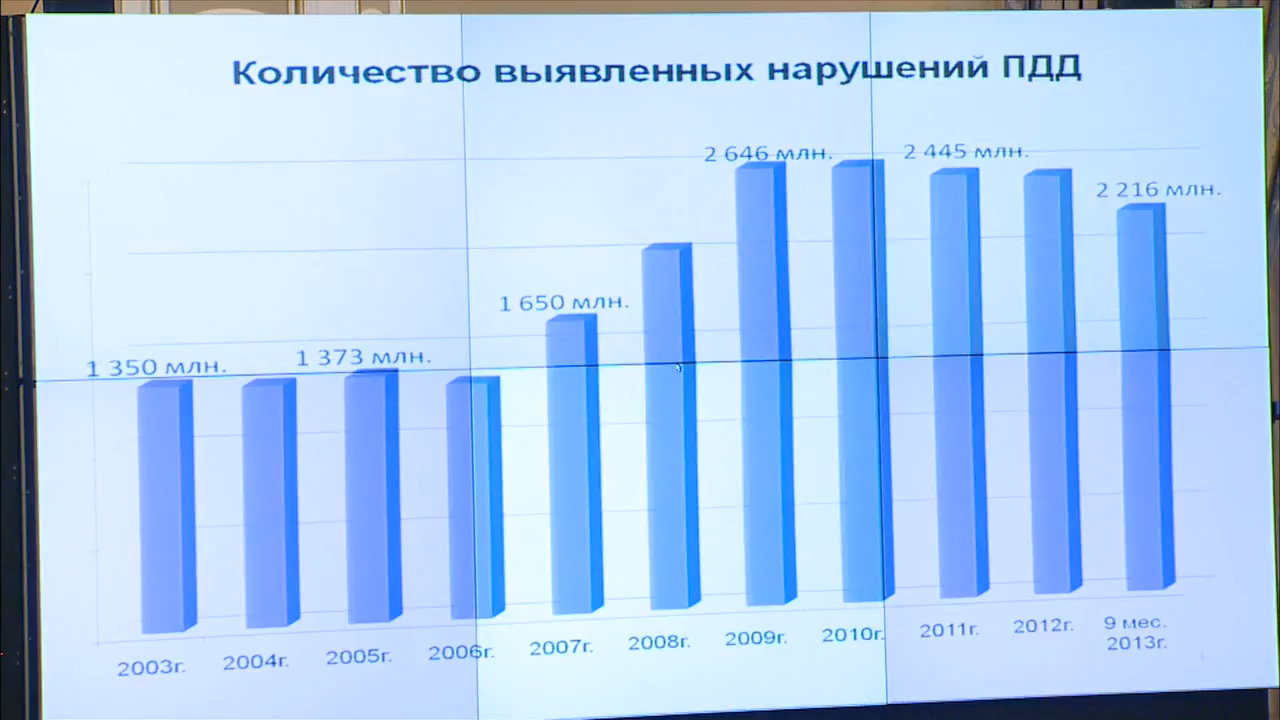 Количество выявленных нарушений ПДД
2 646 млн.
2 445 млн.
2 216 млн.
1 650 млн.
1 350 млн.
1 373 млн.
2003г.
2004г.
2005г.
2006г.
2007г.
2008г.
2009г.
2010г.
2011г.
2012г.
9 мес.
2013г.